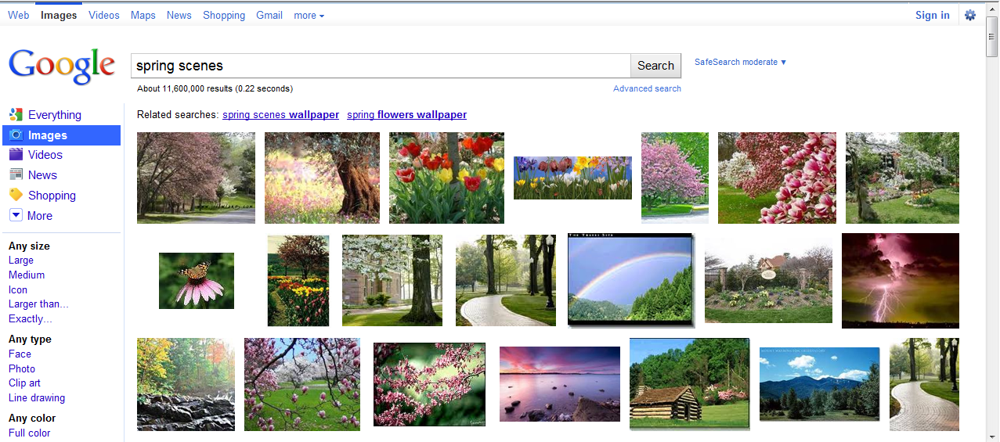 Web Images Videos Maps News Shopping Gmail more Sign in
Google
spring scenes Search SafeSearch moderate ▼
About 11,600,000 results (0.22 seconds) Advanced search
Related searches: spring scenes wallpaper spring flowers wallpaper
Everything
Images
Videos
News
Shopping
More
Any size
Large
Medium
Icon
Larger than...
Exactly...
Any type
Face
Photo
Clip art
Line drawing
Any color
Full color